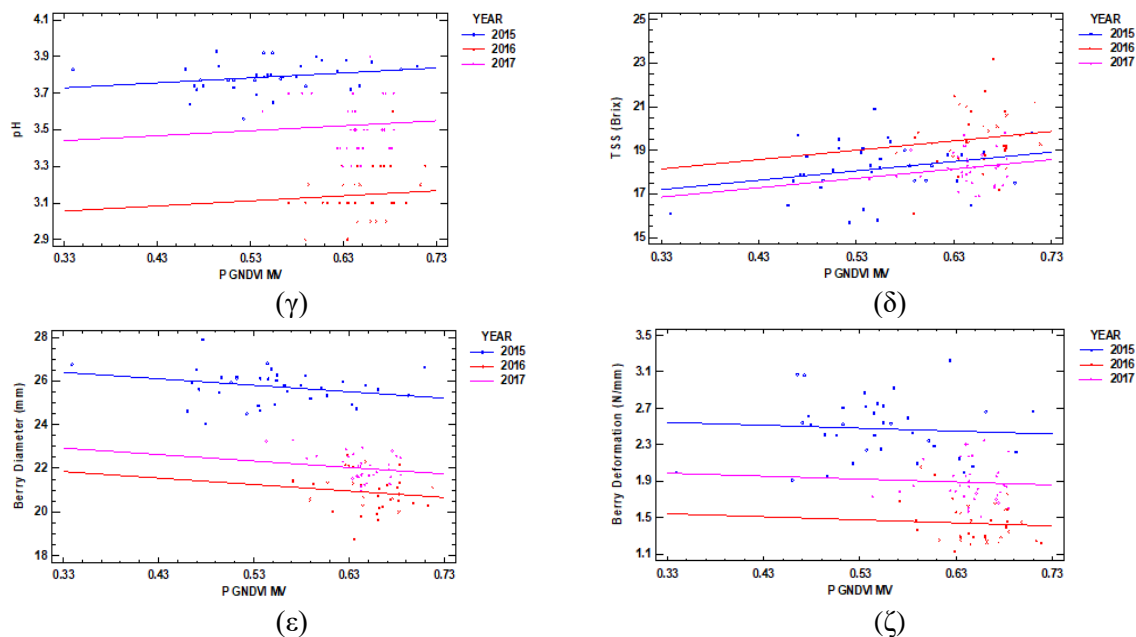 YEAR
2015
2016
2017
4.1
3.9
3.7
3.5
3.3
3.1
2.9
pH
0.33 0.43 0.53 0.63 0.73
P GNDVI MV
(γ)
YEAR
2015
2016
2017
25
23
21
19
17
15
TSS (Brix)
0.33 0.43 0.53 0.63 0.73
P GNDVI MV
(δ)
YEAR
2015
2016
2017
28
26
24
22
20
18
Berry Diameter (mm)
0.33 0.43 0.53 0.63 0.73
P GNDVI MV
(ε)
YEAR
2015
2016
2017
3.5
3.1
2.7
2.3
1.9
1.5
1.1
Berry Deformation (N/mm)
0.33 0.43 0.53 0.63 0.73
P GNDVI MV
(ζ)